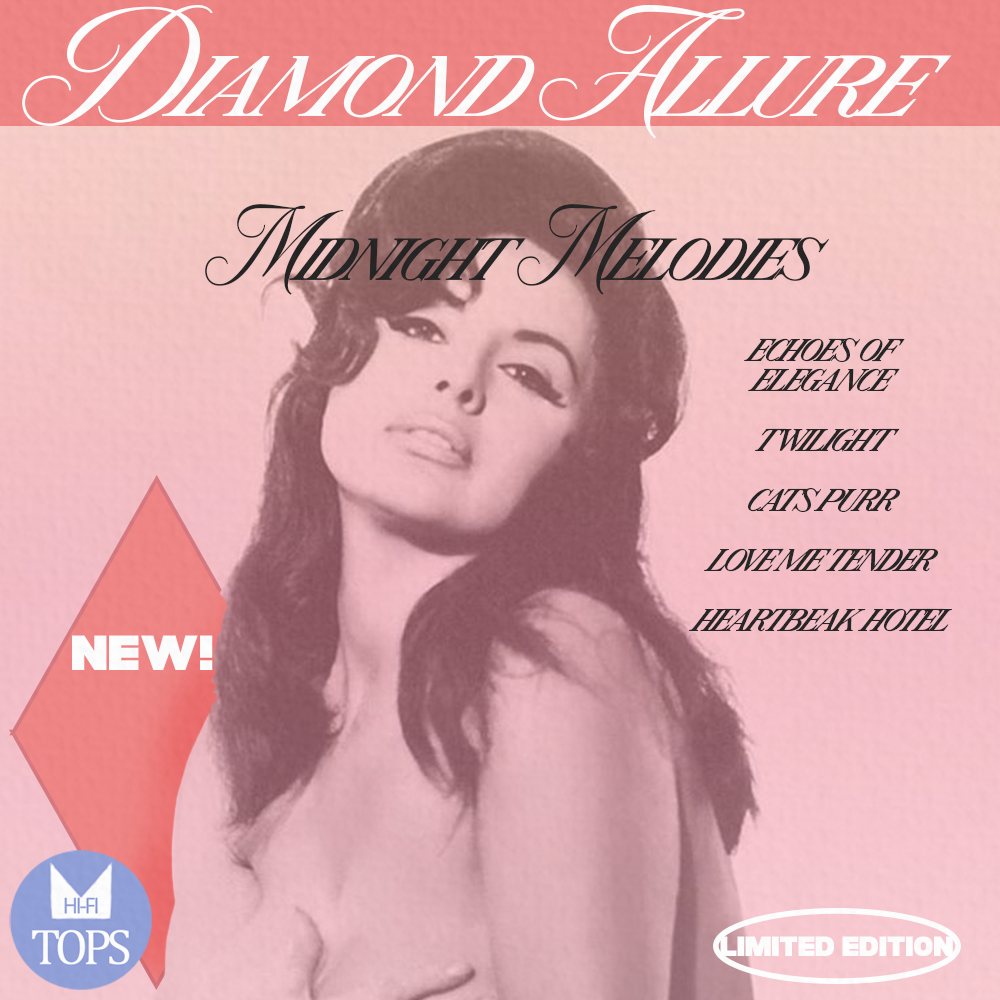 DIAMOND ALLURE
MIDNIGHT MELODIES
ECHOES OF
ELEGANCE
TWILIGHT
CATS PURR
LOVE ME TENDER
HEARTBEAK HOTEL
NEW!
HI-FI
TOPS
LIMITED EDITION